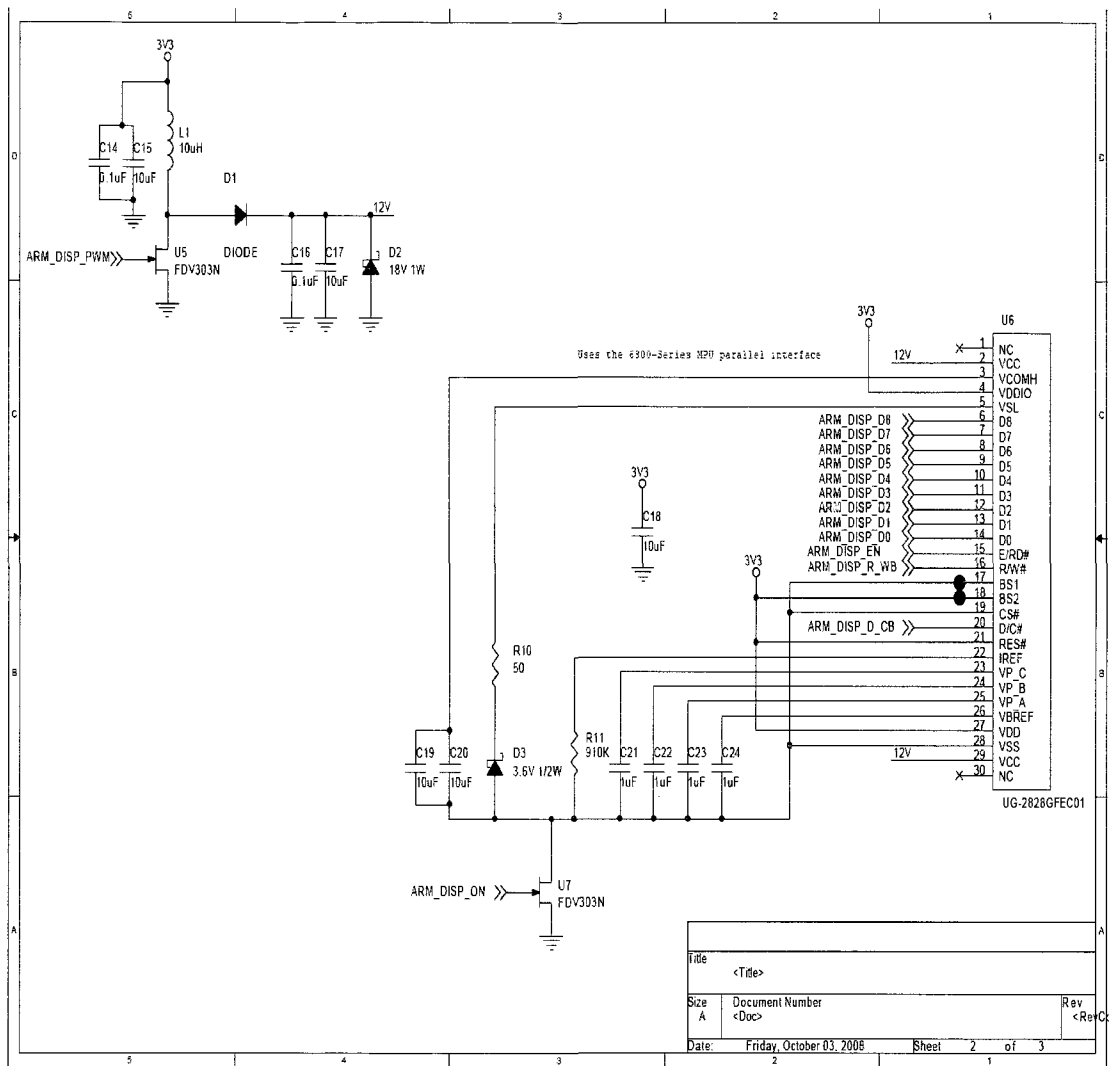 5 4 3 2 1
D
D
C
C
B
B
A
A
3V3
C14
0.1uF
C15
10uF
L1
10uH
D1
DIODE
12V
ARM_DISP_PWM
U5
FDV303N
C16
0.1uF
C17
10uF
D2
18V 1W
3V3
Uses the 6800-Series MPU parallel interface
12V
U6
1 NC
2 VCC
3 VCOMH
4 VDDIO
5 VSL
ARM_DISP_D8 6 D8
ARM_DISP_D7 7 D7
ARM_DISP_D6 8 D6
ARM_DISP_D5 9 D5
ARM_DISP_D4 10 D4
ARM_DISP_D3 11 D3
ARM_DISP_D2 12 D2
ARM_DISP_D1 13 D1
ARM_DISP_D0 14 D0
ARM_DISP_EN 15 E/RD#
ARM_DISP_R_WB 16 R/W#
17 BS1
18 BS2
19 CS#
ARM_DISP_D_CB 20 D/C#
21 RES#
22 IREF
23 VP_C
24 VP_B
25 VP_A
26 VBREF
27 VDD
28 VSS
12V 29 VCC
30 NC
UG-2828GFEC01
3V3
C18
10uF
3V3
R10
50
C19
10uF
C20
10uF
D3
3.6V 1/2W
R11
910K
C21
1uF
C22
1uF
C23
1uF
C24
1uF
ARM_DISP_ON
U7
FDV303N
Title
<Title>
Size
A
Document Number
<Doc>
Rev
<RevC
Date: Friday, October 03, 2008 Sheet 2 of 3
5 4 3 2 1